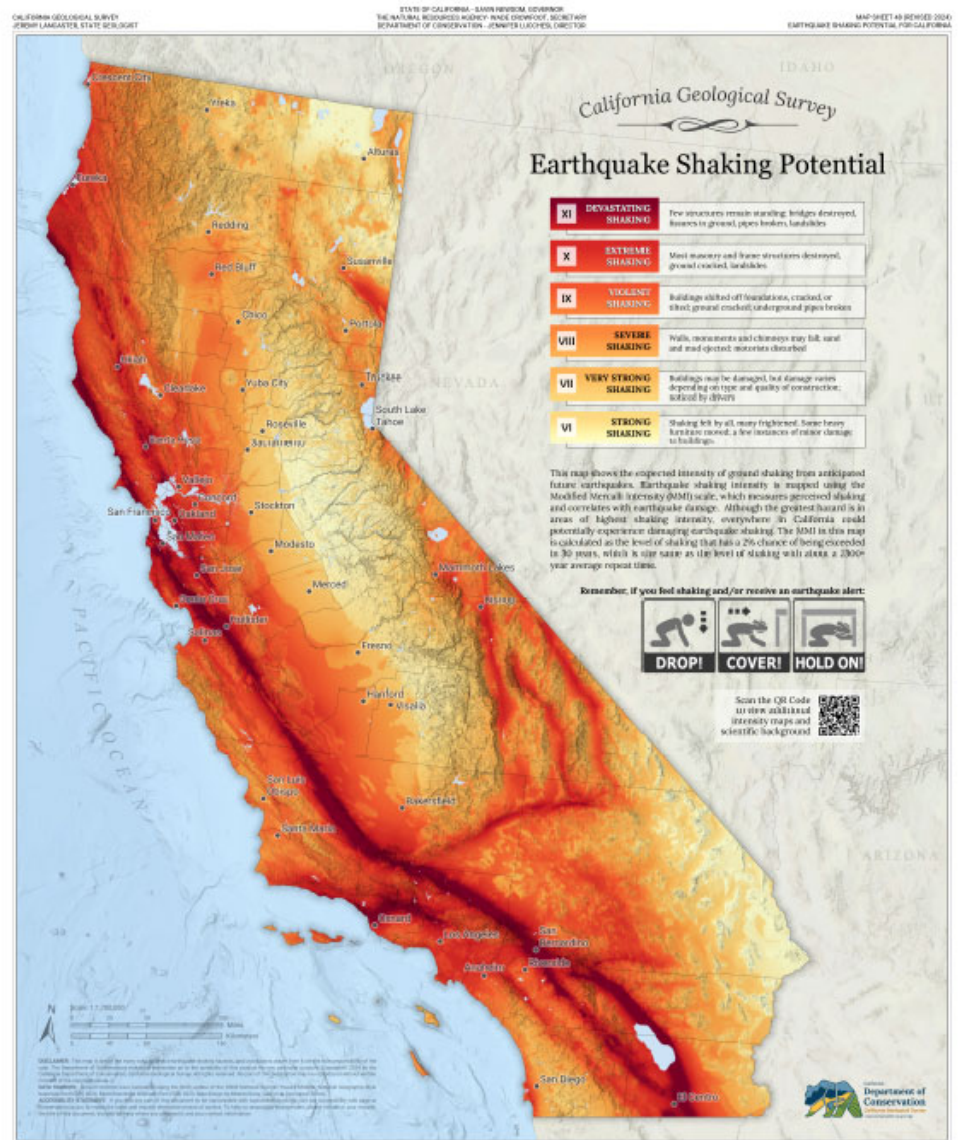 STATE OF CALIFORNIA - GAVIN NEWSOM, GOVERNOR
CALIFORNIA GEOLOGICAL SURVEY
THE NATURAL RESOURCES AGENCY- WADE CROWFOOT, SECRETARY
MAP SHEET 48 (REVISED 2024)
JEREMY LANCASTER, STATE GEOLOGIST
DEPARTMENT OF CONSERVATION - JENNIFER LUCCHESI, DIRECTOR
EARTHQUAKE SHAKING POTENTIAL FOR CALIFORNIA
OREGON
IDAHO
California Geological Survey
Earthquake Shaking Potential
XI
DEVASTATING
SHAKING
Few structures remain standing; bridges destroyed,
fissures in ground, pipes broken, landslides
X
EXTREME
SHAKING
Most masonry and frame structures destroyed,
ground cracked, landslides
IX
VIOLENT
SHAKING
Buildings shifted off foundations, cracked, or
tilted; ground cracked; underground pipes broken
VIII
SEVERE
SHAKING
Walls, monuments and chimneys may fall; sand
and mud ejected; motorists disturbed
VII
VERY STRONG
SHAKING
Buildings may be damaged, but damage varies
depending on type and quality of construction;
noticed by drivers
VI
STRONG
SHAKING
Shaking felt by all, many frightened. Some heavy
furniture moved; a few instances of minor damage
to buildings.
This map shows the expected intensity of ground shaking from anticipated
future earthquakes. Earthquake shaking intensity is mapped using the
Modified Mercalli Intensity (MMI) scale, which measures perceived shaking
and correlates with earthquake damage. Although the greatest hazard is in
areas of highest shaking intensity, everywhere in California could
potentially experience damaging earthquake shaking. The MMI in this map
is calculated as the level of shaking that has a 2% chance of being exceeded
in 50 years, which is the same as the level of shaking with about a 2500-
year average repeat time.
Remember, if you feel shaking and/or receive an earthquake alert:
DROP!
COVER!
HOLD ON!
Scan the QR Code
to view additional
intensity maps and
scientific background
Crescent City
Yreka
Alturas
Eureka
Redding
Red Bluff
Susanville
Chico
Portola
Ukiah
Clearlake
Yuba City
Truckee
NEVADA
South Lake
Tahoe
Roseville
Santa Rosa
Sacramento
Vallejo
Concord
Stockton
San Francisco
Oakland
San Mateo
Modesto
San Jose
Merced
Mammoth Lakes
Santa Cruz
Bishop
Hollister
Salinas
Fresno
Hanford
Visalia
PACIFIC OCEAN
San Luis
Obispo
Bakersfield
Santa Maria
ARIZONA
Oxnard
Los Angeles
San
Bernardino
Anaheim
Riverside
San Diego
El Centro
N
Miles
Kilometers
Department of
Conservation
California Geological Survey